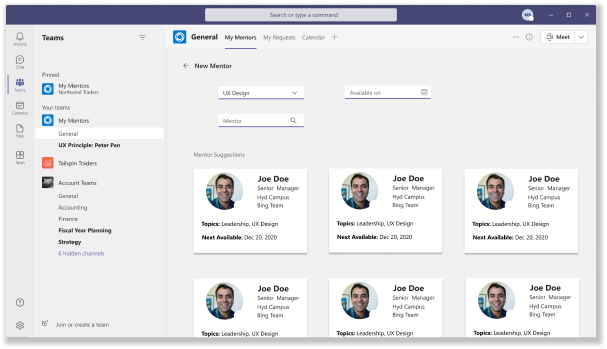 Search or type a command
MB
Activity
Chat
Teams
Calendar
Files
Apps
Teams
Pinned
My Mentors
Northwind Traders
Your teams
My Mentors
General
UX Principle: Peter Pan
Tailspin Traders
Account Teams
General
Accounting
Finance
Fiscal Year Planning
Strategy
6 hidden channels
Join or create a team
General
My Mentors
My Requests
Calendar
Meet
New Mentor
UX Design
Available on
Mentor
Mentor Suggestions
Joe Doe
Senior Manager
Hyd Campus
Bing Team
Topics: Leadership, UX Design
Next Available: Dec 20, 2020
Joe Doe
Senior Manager
Hyd Campus
Bing Team
Topics: Leadership, UX Design
Next Available: Dec 20, 2020
Joe Doe
Senior Manager
Hyd Campus
Bing Team
Topics: Leadership, UX Design
Next Available: Dec 20, 2020
Joe Doe
Senior Manager
Hyd Campus
Bing Team
Topics: Leadership, UX Design
Joe Doe
Senior Manager
Hyd Campus
Bing Team
Topics: Leadership, UX Design
Joe Doe
Senior Manager
Hyd Campus
Bing Team
Topics: Leadership, UX Design